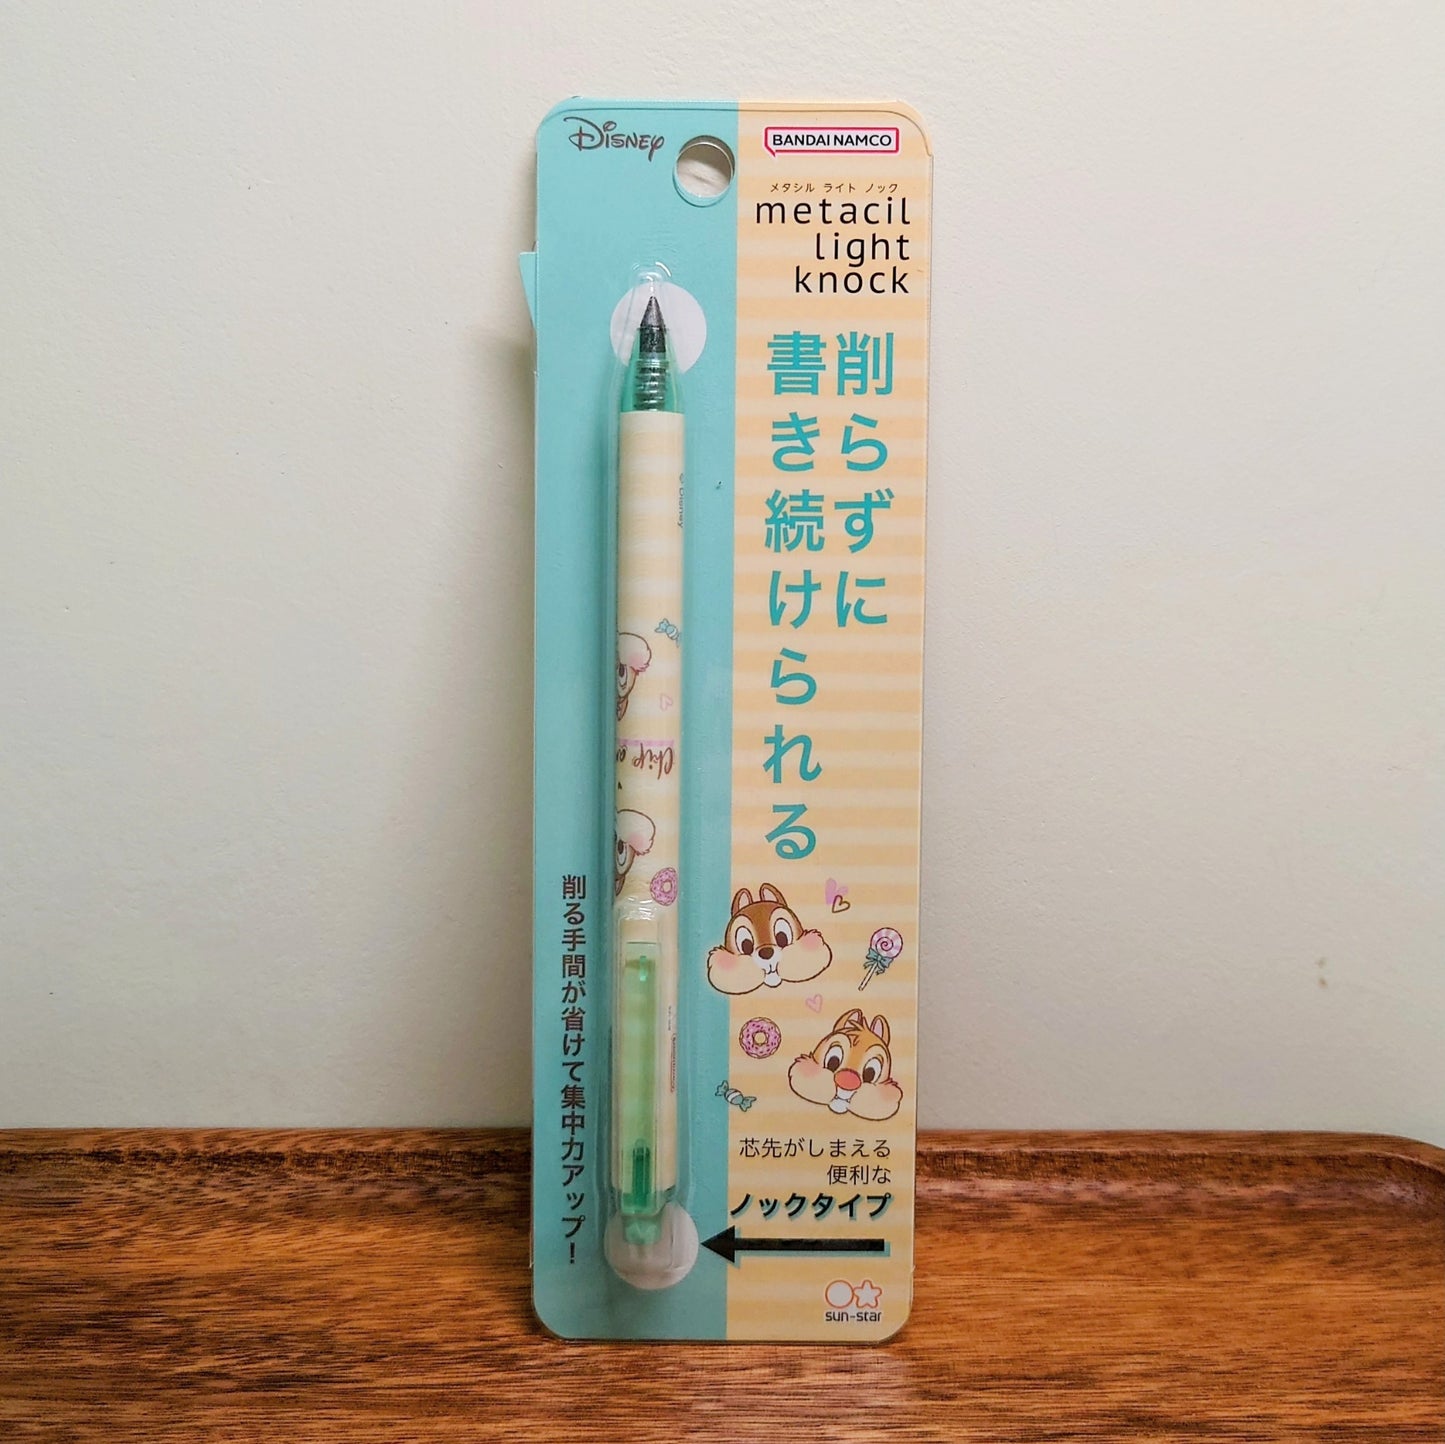 Disney
BANDAI NAMCO
メタシル ライト ノック
metacil
light
knock
削らずに
書き続けられる
© Disney
Chip an
削る手間が省けて集中力アップ!
芯先がしまえる
便利な
ノックタイプ
sun-star